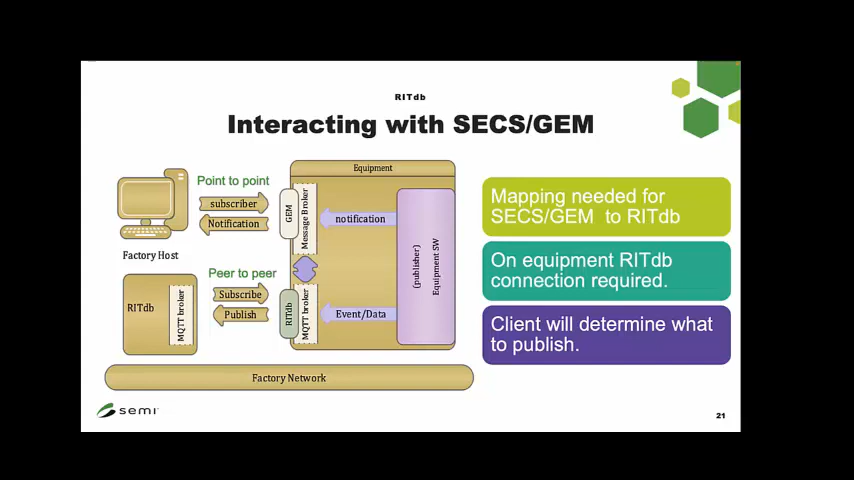 RITdb
Interacting with SECS/GEM
Equipment
Point to point
subscriber
Notification
GEM
Message Broker
notification
Factory Host
(publisher)
Equipment SW
Peer to peer
RITdb
MQTT broker
Subscribe
Publish
RITdb
MQTT broker
Event/Data
Factory Network
Mapping needed for
SECS/GEM to RITdb
On equipment RITdb
connection required.
Client will determine what
to publish.
semi
21